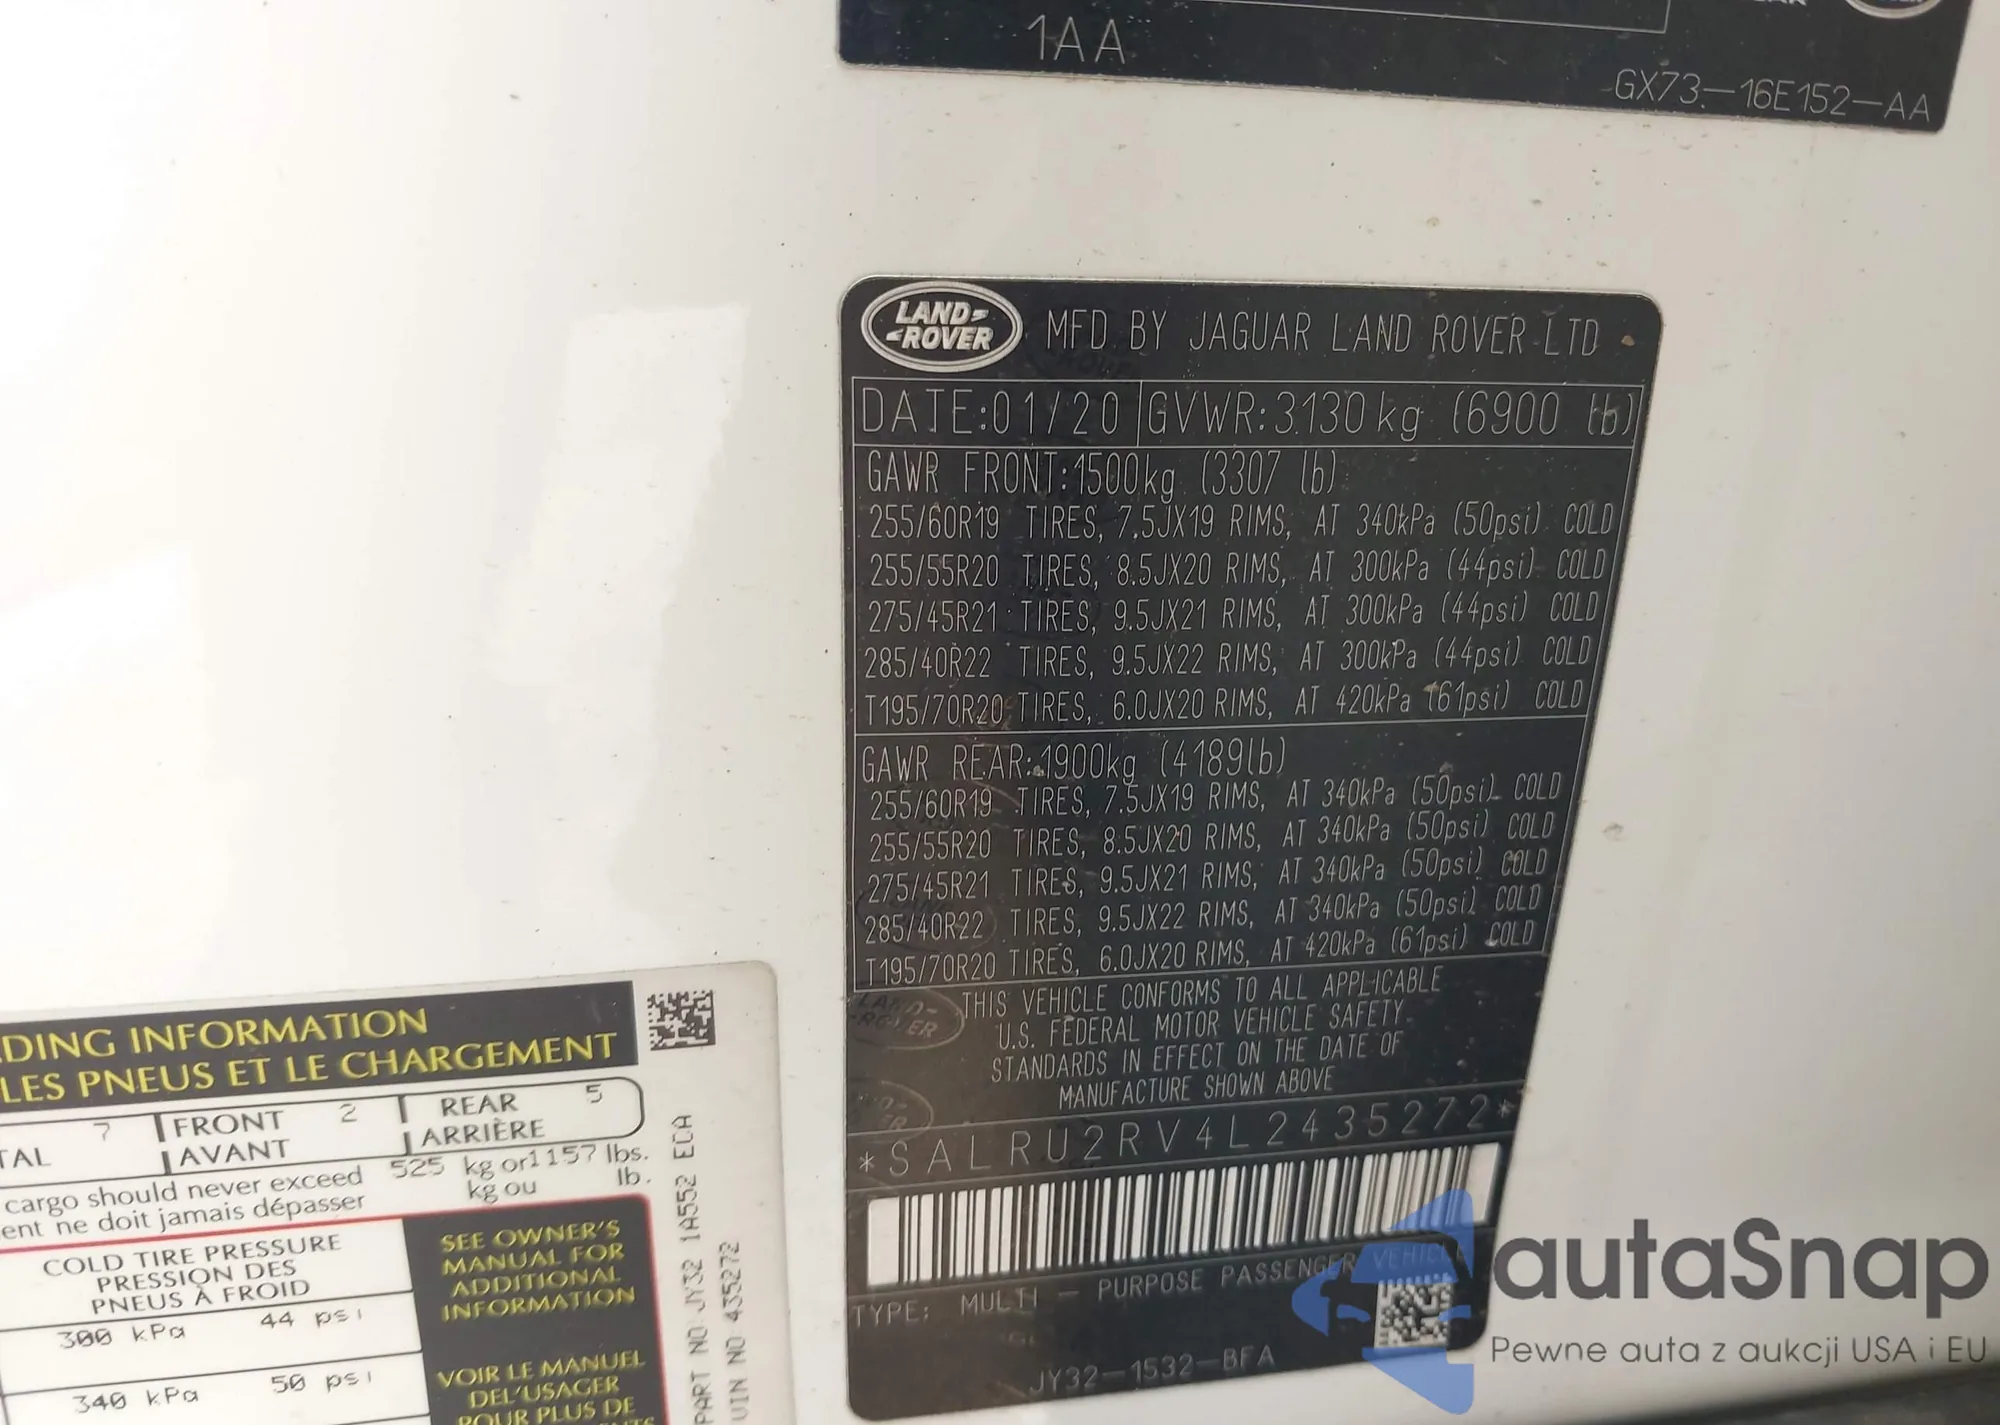 1AA
GX73-16E152-AA
LAND ROVER
MFD BY JAGUAR LAND ROVER LTD
DATE:01/20 GVWR:3130kg (6900 lb)
GAWR FRONT:1500kg (3307 lb)
255/60R19 TIRES, 7.5JX19 RIMS, AT 340kPa (50psi) COLD
255/55R20 TIRES, 8.5JX20 RIMS, AT 300kPa (44psi) COLD
275/45R21 TIRES, 9.5JX21 RIMS, AT 300kPa (44psi) COLD
285/40R22 TIRES, 9.5JX22 RIMS, AT 300kPa (44psi) COLD
T195/70R20 TIRES, 6.0JX20 RIMS, AT 420kPa (61psi) COLD
GAWR REAR:1900kg (4189lb)
255/60R19 TIRES, 7.5JX19 RIMS, AT 340kPa (50psi) COLD
255/55R20 TIRES, 8.5JX20 RIMS, AT 340kPa (50psi) COLD
275/45R21 TIRES, 9.5JX21 RIMS, AT 340kPa (50psi) COLD
285/40R22 TIRES, 9.5JX22 RIMS, AT 340kPa (50psi) COLD
T195/70R20 TIRES, 6.0JX20 RIMS, AT 420kPa (61psi) COLD
THIS VEHICLE CONFORMS TO ALL APPLICABLE
U.S. FEDERAL MOTOR VEHICLE SAFETY
STANDARDS IN EFFECT ON THE DATE OF
MANUFACTURE SHOWN ABOVE
*SALRU2RV4L2435272*
TYPE: MULTI-PURPOSE PASSENGER VEHICLE
JY32-1532-BFA
DING INFORMATION
LES PNEUS ET LE CHARGEMENT
TAL 7 FRONT 2 REAR 5
AVANT ARRIÈRE
cargo should never exceed 525 kg or 1157 lbs.
ent ne doit jamais dépasser kg ou lb.
COLD TIRE PRESSURE
PRESSION DES
PNEUS À FROID
300 kPa 44 psi
340 kPa 50 psi
SEE OWNER'S
MANUAL FOR
ADDITIONAL
INFORMATION
VOIR LE MANUEL
DEL'USAGER
POUR PLUS DE
PART NO:JY32 1A552 ECA
VIN NO 435272
autaSnap
Pewne auta z aukcji USA i EU